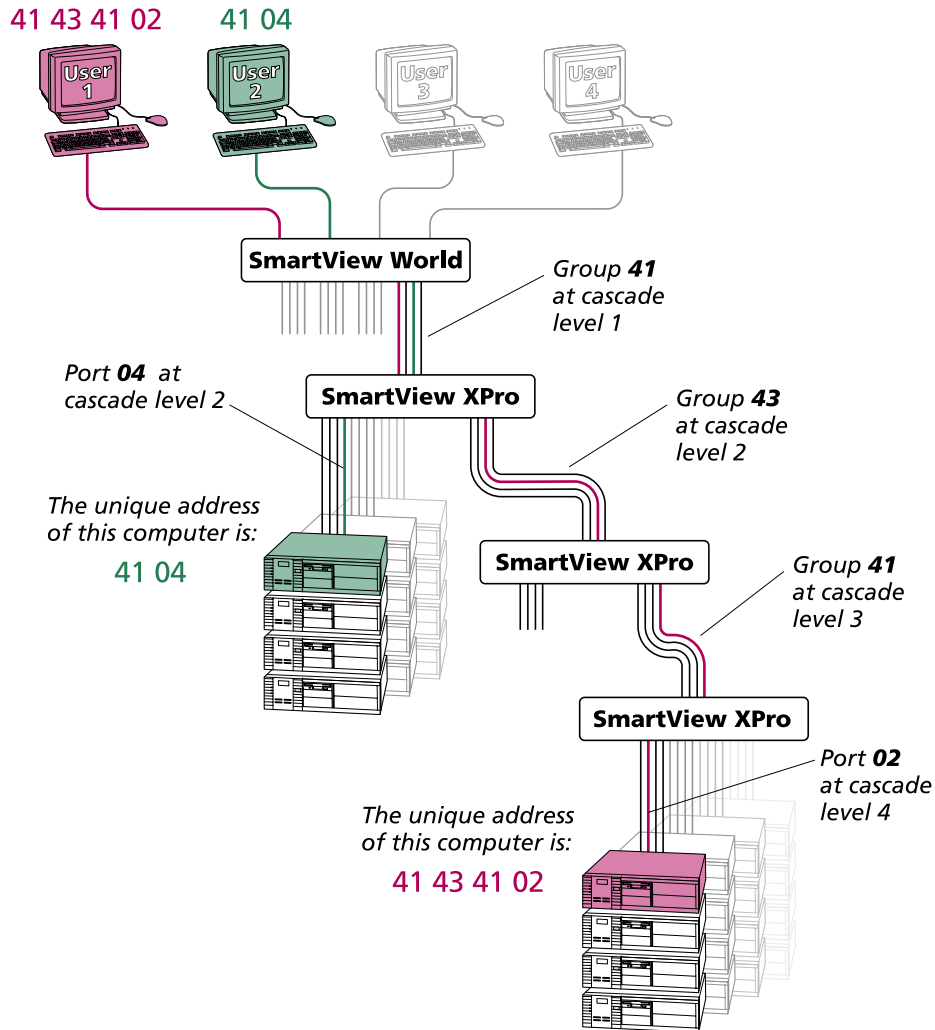 41 43 41 02
41 04
User
1
User
2
User
3
User
4
SmartView World
Group 41
at cascade
level 1
Port 04 at
cascade level 2
SmartView XPro
Group 43
at cascade
level 2
The unique address
of this computer is:
41 04
SmartView XPro
Group 41
at cascade
level 3
SmartView XPro
Port 02
at cascade
level 4
The unique address
of this computer is:
41 43 41 02